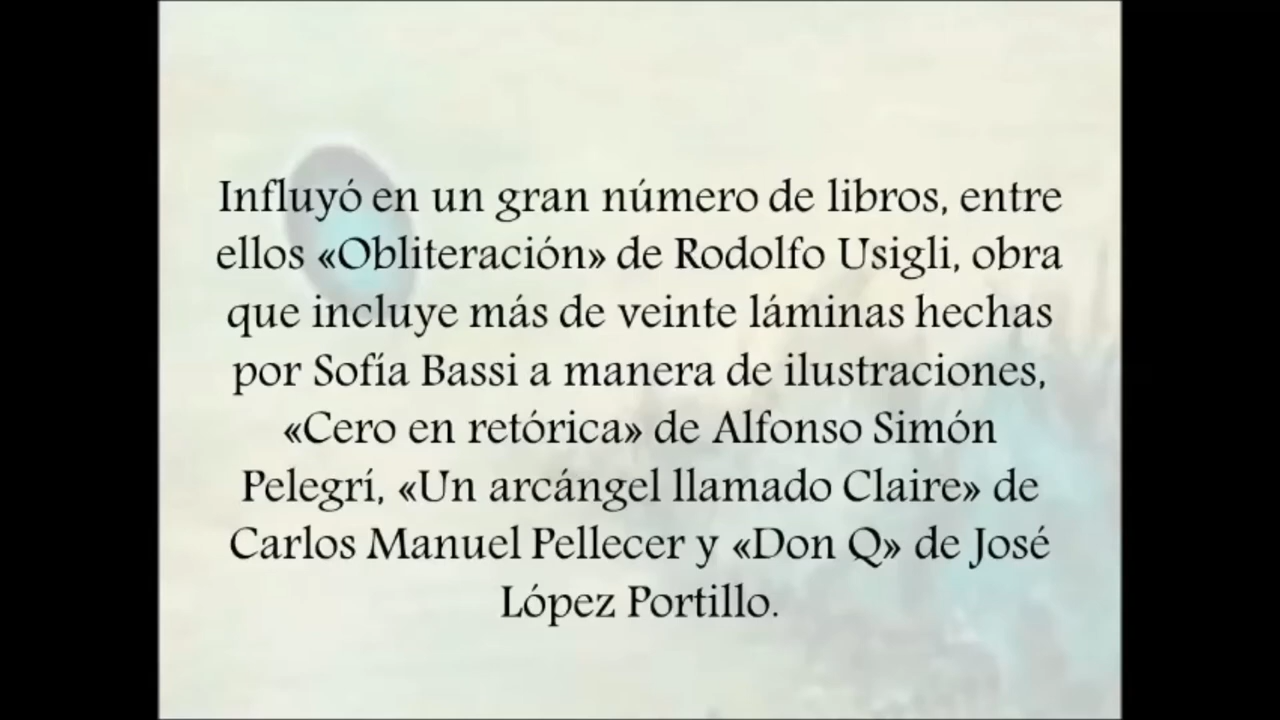 Influyó en un gran número de libros, entre
ellos «Obliteración» de Rodolfo Usigli, obra
que incluye más de veinte láminas hechas
por Sofía Bassi a manera de ilustraciones,
«Cero en retórica» de Alfonso Simón
Pelegrí, «Un arcángel llamado Claire» de
Carlos Manuel Pellecer y «Don Q» de José
López Portillo.